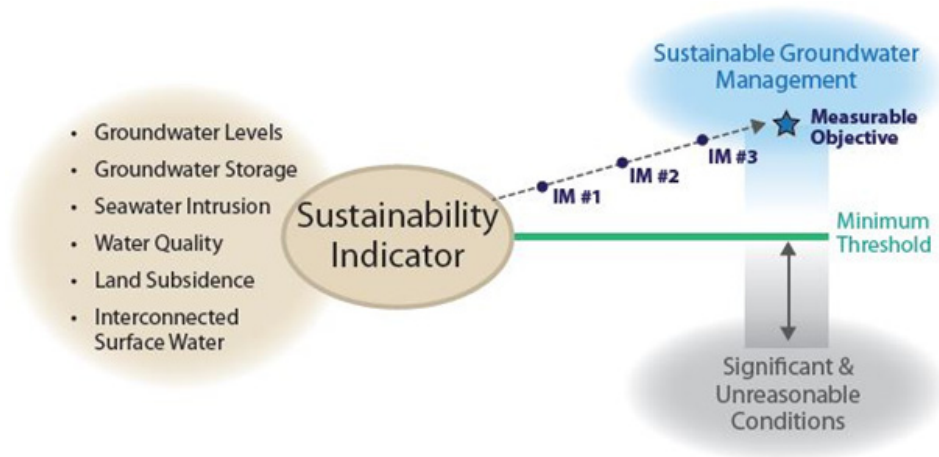 • Groundwater Levels
• Groundwater Storage
• Seawater Intrusion
• Water Quality
• Land Subsidence
• Interconnected
Surface Water
Sustainability
Indicator
IM #1
IM #2
IM #3
Sustainable Groundwater
Management
Measurable
Objective
Minimum
Threshold
Significant &
Unreasonable
Conditions